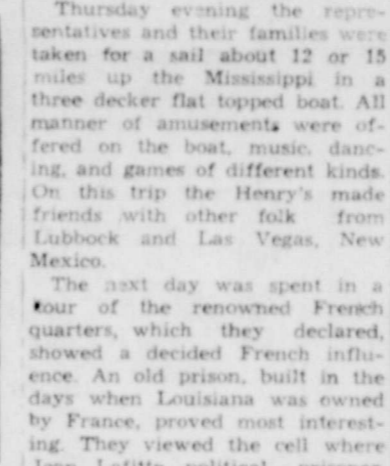 Thursday evening the repre-
sentatives and their families were
taken for a sail about 12 or 15
miles up the Mississippi in a
three decker flat topped boat. All
manner of amusements were of-
fered on the boat, music, danc-
ing, and games of different kinds.
On this trip the Henry's made
friends with other folk from
Lubbock and Las Vegas, New
Mexico.
The next day was spent in a
tour of the renowned French
quarters, which they declared,
showed a decided French influ-
ence. An old prison, built in the
days when Louisiana was owned
by France, proved most interest-
ing. They viewed the cell where